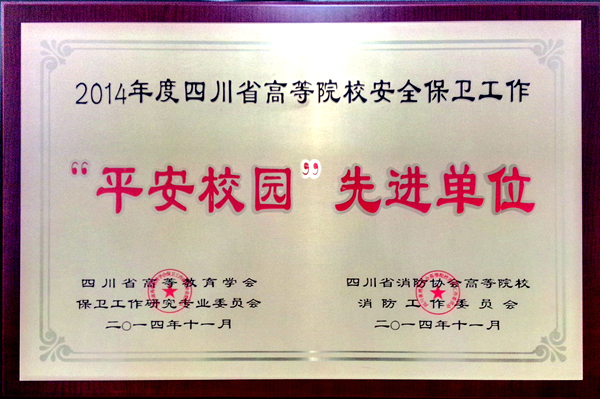 2014年度四川省高等院校安全保卫工作
“平安校园”先进单位
四川省高等教育学会
保卫工作研究专业委员会
二〇一四年十一月
四川省消防协会高等院校
消防工作委员会
二〇一四年十一月